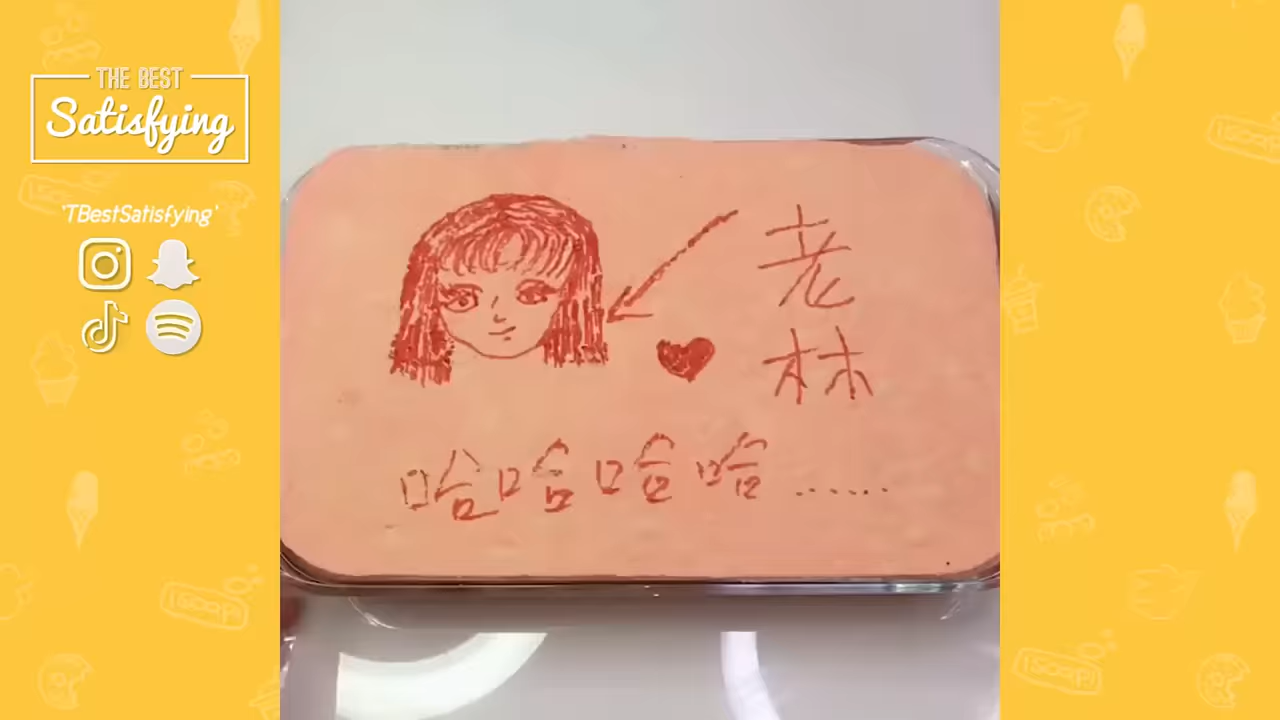 THE BEST
Satisfying
'TBestSatisfying'
老
林
哈哈哈哈......